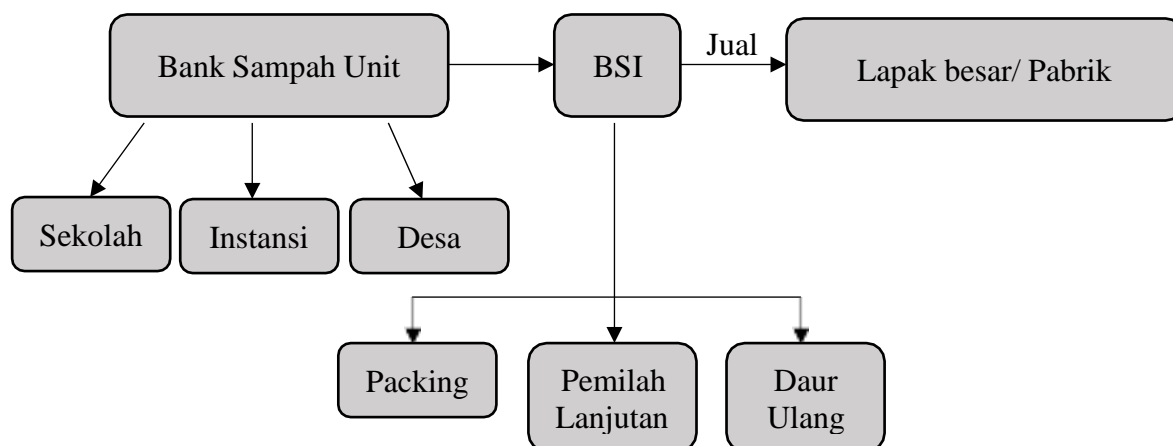 Bank Sampah Unit
BSI
Jual
Lapak besar/ Pabrik
Sekolah
Instansi
Desa
Packing
Pemilah
Lanjutan
Daur
Ulang